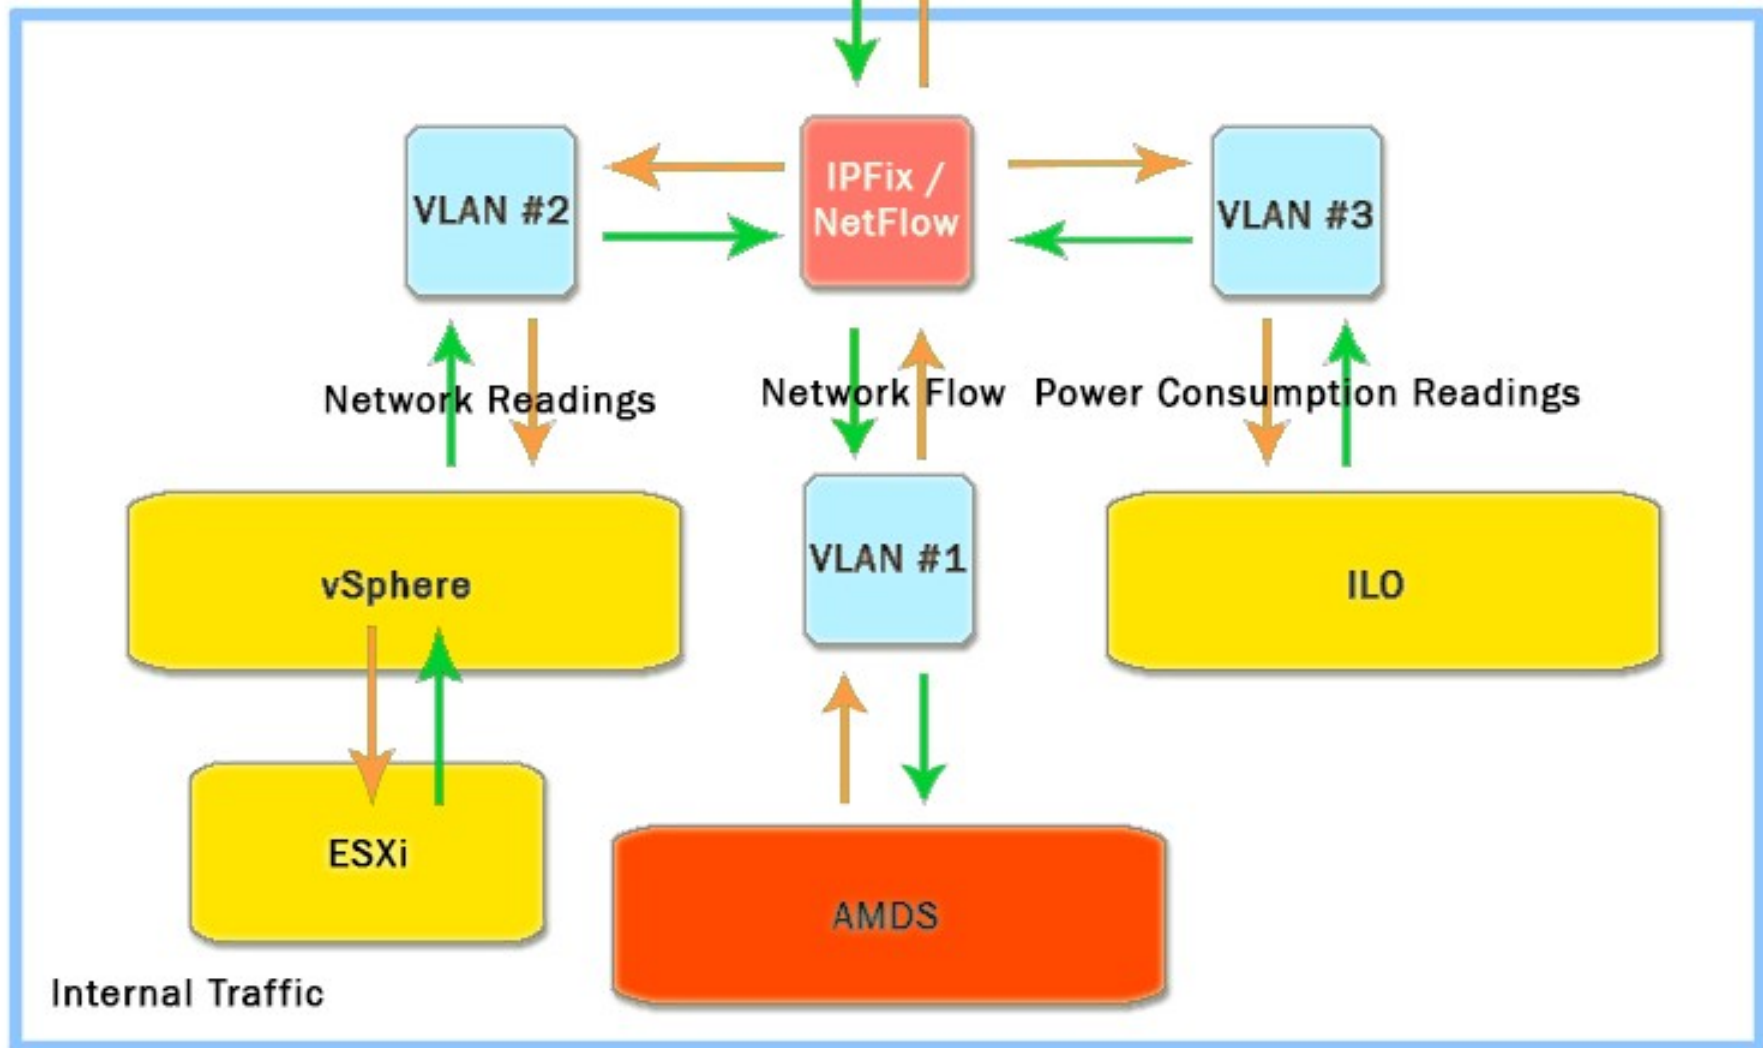 VLAN #2
IPFix /
NetFlow
VLAN #3
Network Readings
Network Flow
Power Consumption Readings
vSphere
VLAN #1
ILO
ESXi
AMDS
Internal Traffic